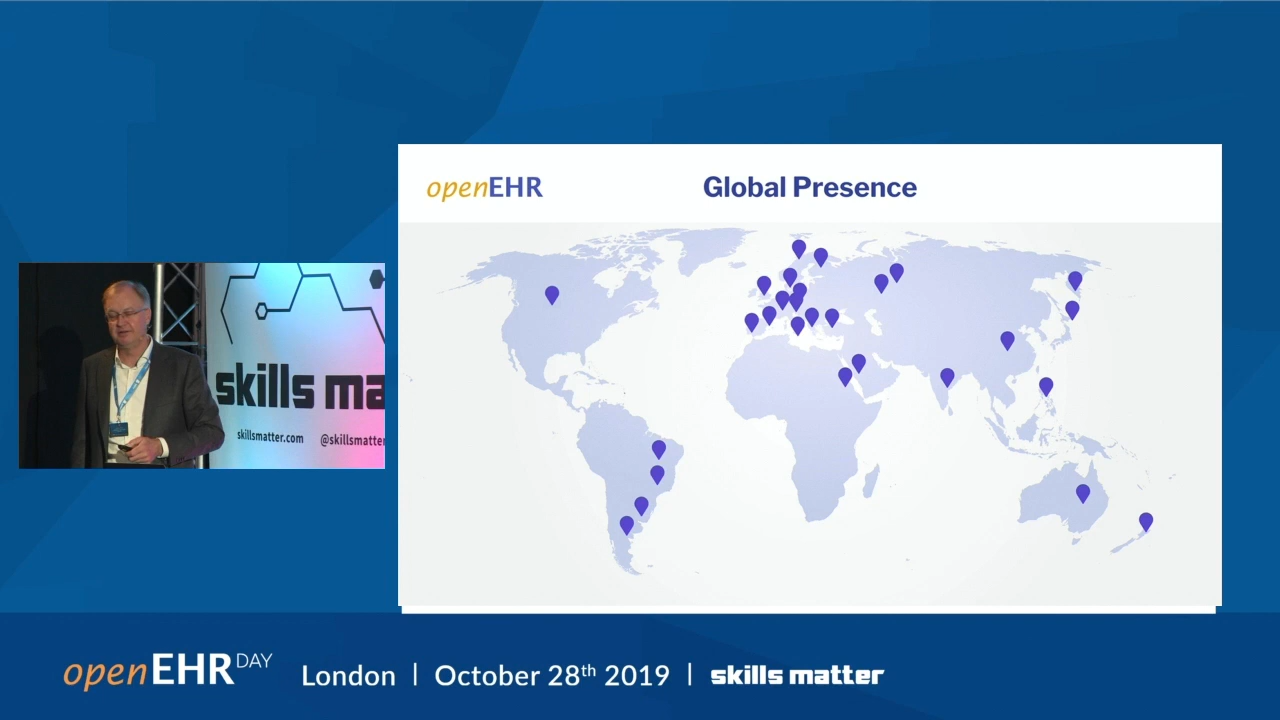 openEHR
Global Presence
skills ma
skillsmatter.com @skillsmatter
openEHR DAY London | October 28th 2019 | skills matter